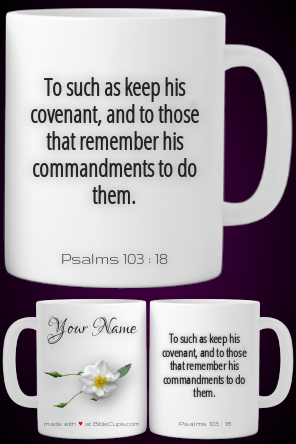 To such as keep his
covenant, and to those
that remember his
commandments to do
them.
Psalms 103 : 18
Your Name
made with ♥ at BibleCups.com
To such as keep his
covenant, and to those
that remember his
commandments to do
them.
Psalms 103 : 18